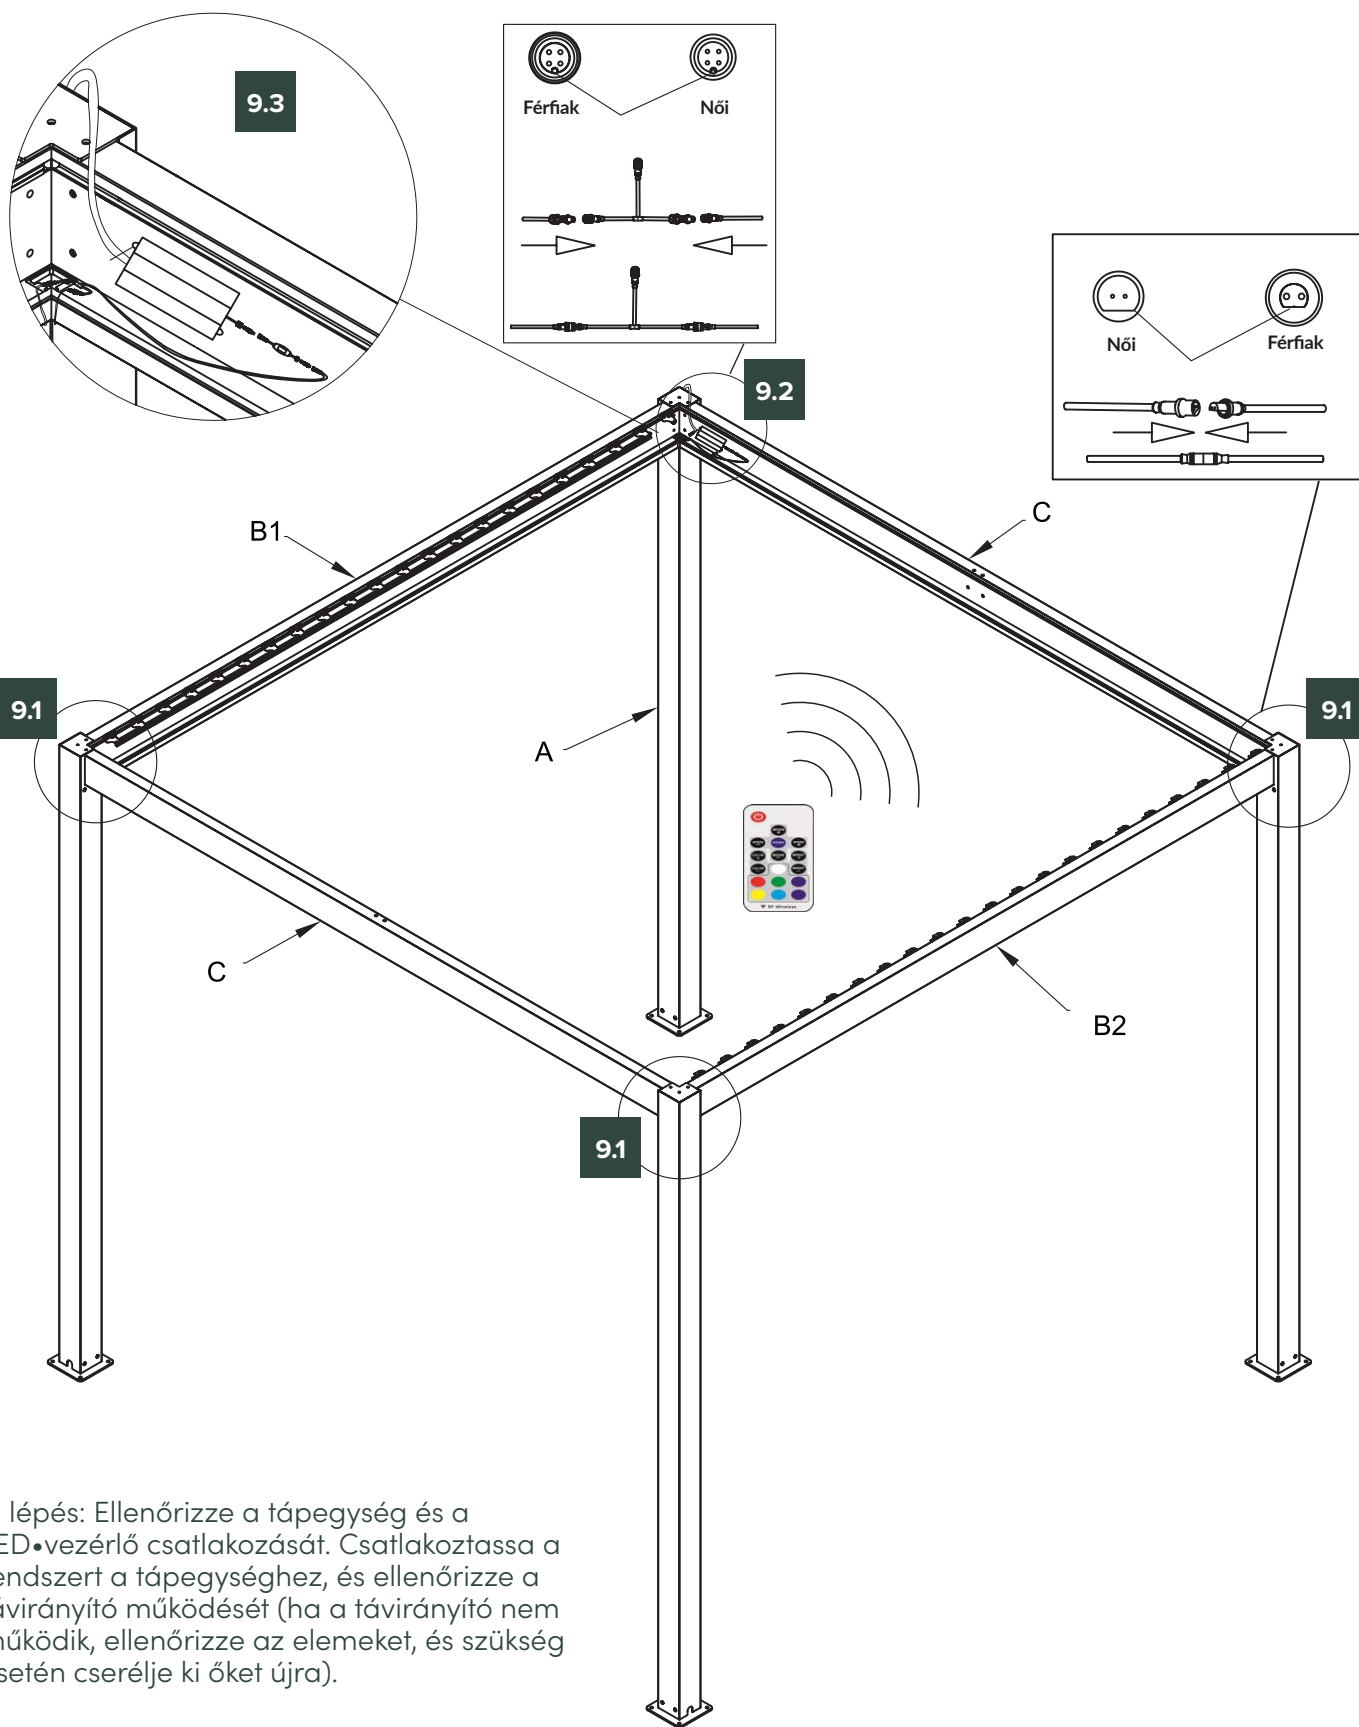 9.3
Férfiak
Női
Női
Férfiak
9.2
B1
C
9.1
9.1
A
RF Wireless
C
B2
9.1
lépés: Ellenőrizze a tápegység és a
ED•vezérlő csatlakozását. Csatlakoztassa a
endszert a tápegységhez, és ellenőrizze a
ávirányító működését (ha a távirányító nem
működik, ellenőrizze az elemeket, és szükség
setén cserélje ki őket újra).